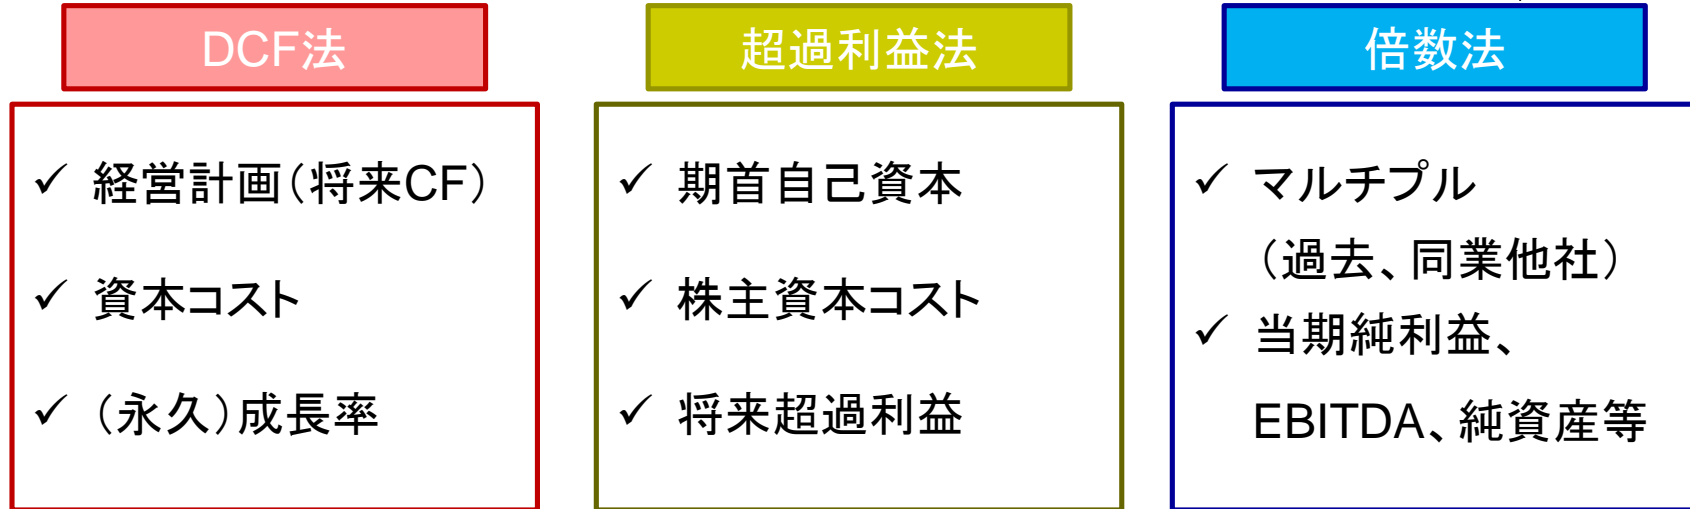 DCF法
✓ 経営計画（将来CF）
✓ 資本コスト
✓ （永久）成長率
超過利益法
✓ 期首自己資本
✓ 株主資本コスト
✓ 将来超過利益
倍数法
✓ マルチプル
（過去、同業他社）
✓ 当期純利益、
EBITDA、純資産等